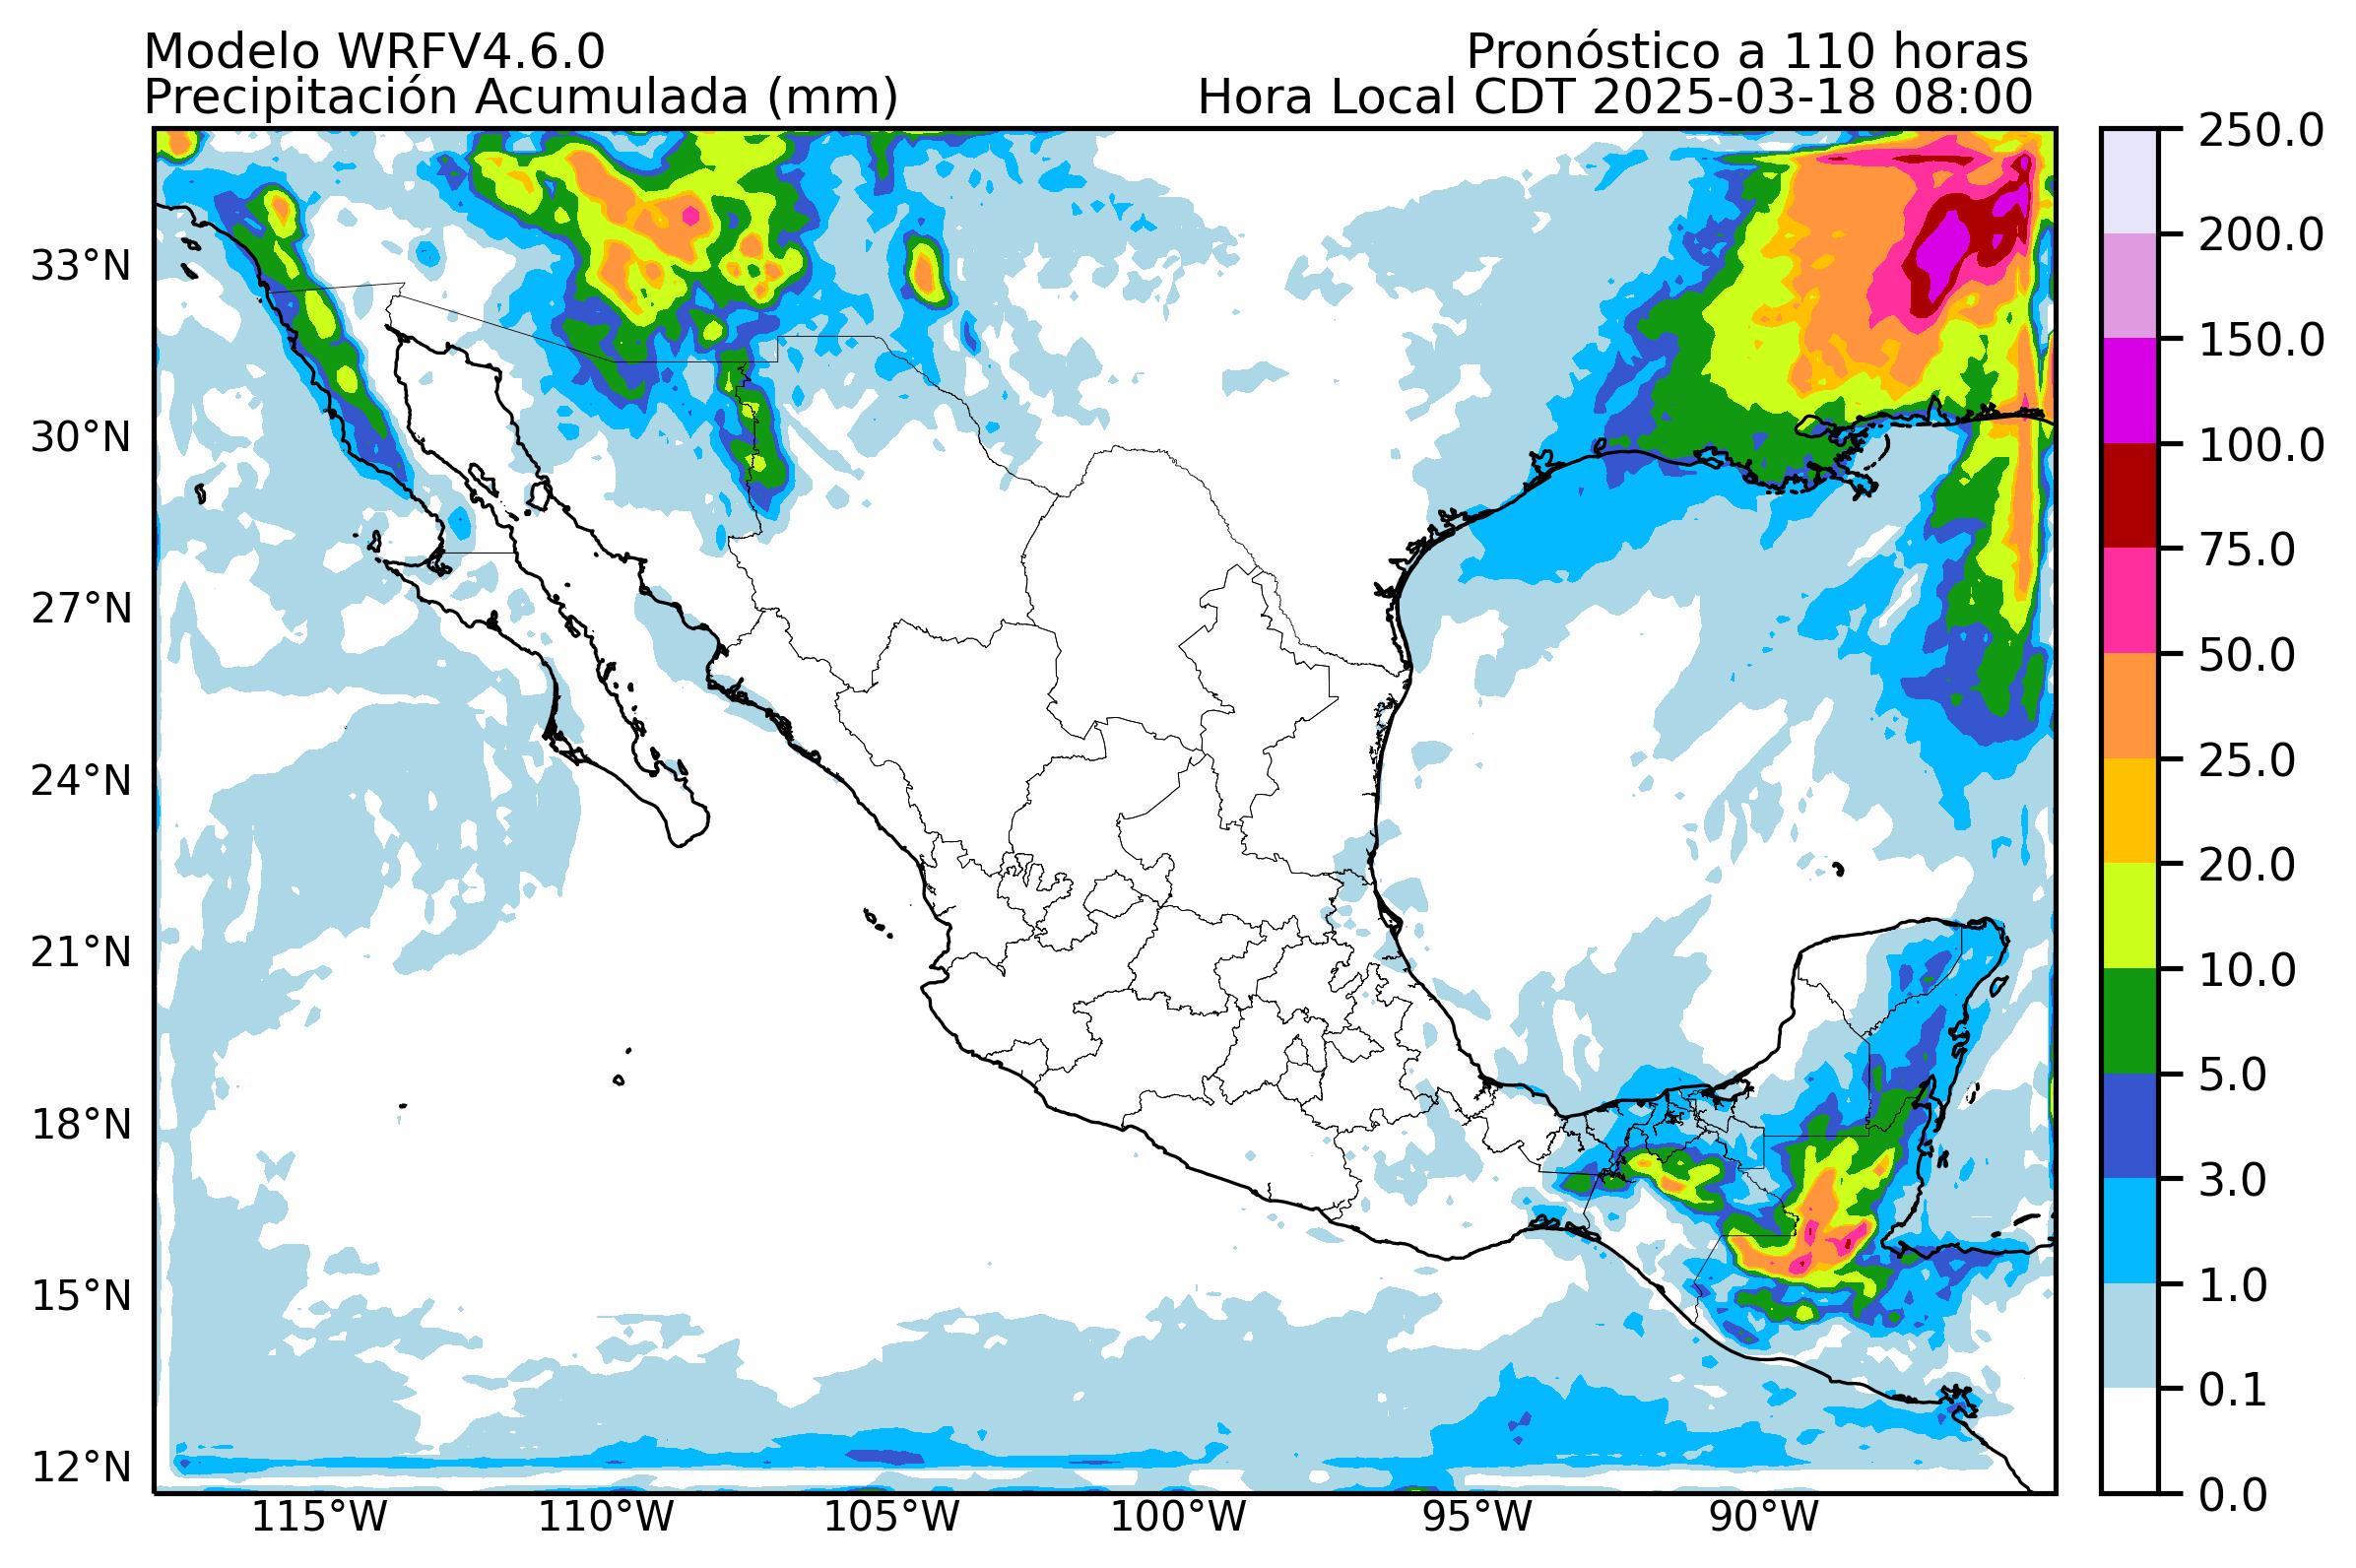 Modelo WRFV4.6.0
Pronóstico a 110 horas
Precipitación Acumulada (mm)
Hora Local CDT 2025-03-18 08:00
250.0
200.0
150.0
100.0
75.0
50.0
25.0
20.0
10.0
5.0
3.0
1.0
0.1
0.0
33°N
30°N
27°N
24°N
21°N
18°N
15°N
12°N
115°W
110°W
105°W
100°W
95°W
90°W